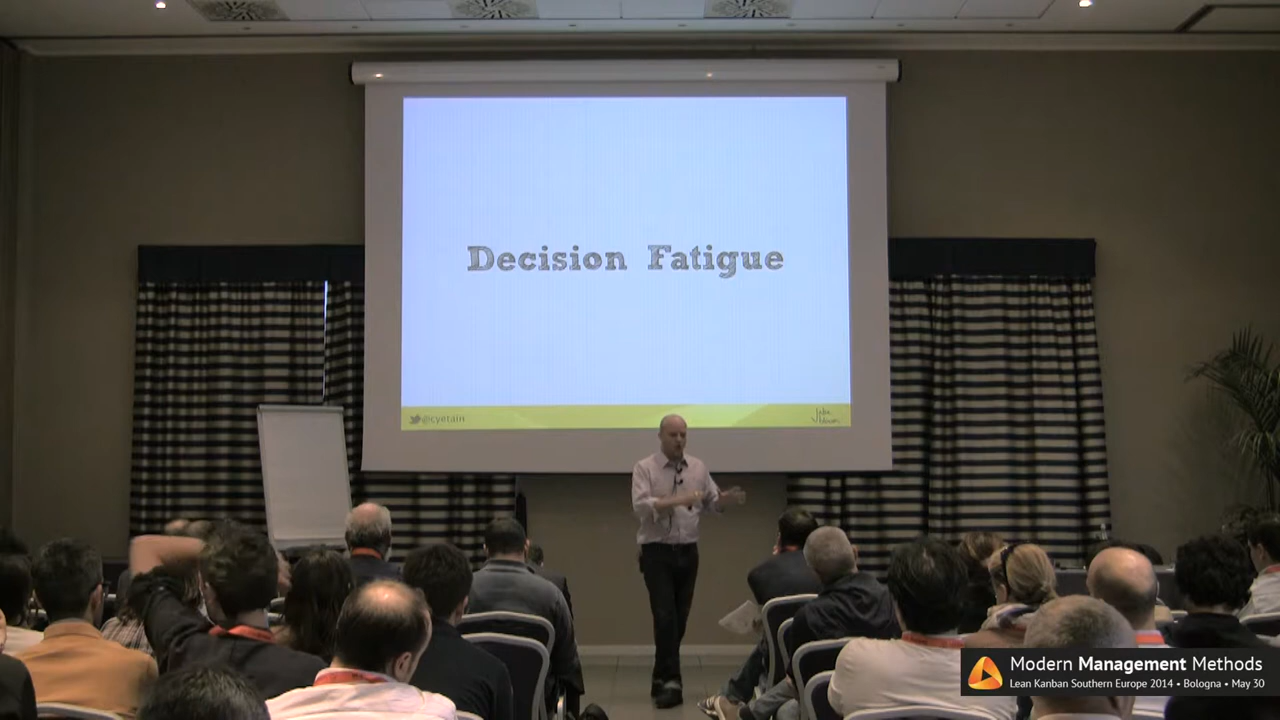 Decision Fatigue
@cyetain
Modern Management Methods
Lean Kanban Southern Europe 2014 • Bologna • May 30